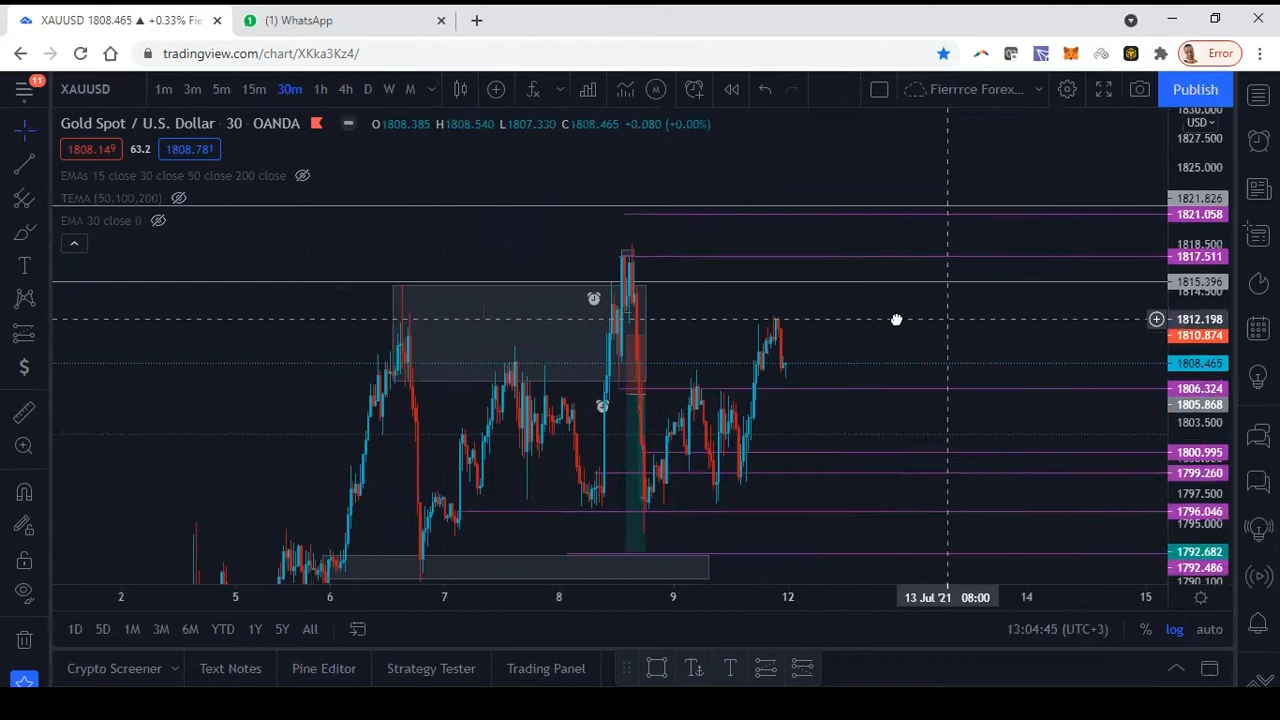 XAUUSD 1808.465 ▲ +0.33% Fie
(1) WhatsApp
tradingview.com/chart/XKka3Kz4/
Error
11
XAUUSD 1m 3m 5m 15m 30m 1h 4h D W M Fierrce Forex... Publish
Gold Spot / U.S. Dollar · 30 · OANDA O1808.385 H1808.540 L1807.330 C1808.465 +0.080 (+0.00%)
1808.149 63.2 1808.781
EMAs 15 close 30 close 50 close 200 close
TEMA (50,100,200)
EMA 30 close 0
1830.000
USD
1827.500
1825.000
1821.826
1821.058
1818.500
1817.511
1815.396
1814.500
1812.198
1810.874
1808.465
1806.324
1805.868
1803.500
1800.995
1799.260
1797.500
1796.046
1795.000
1792.682
1792.486
1790.100
2 5 6 7 8 9 12 13 Jul '21 08:00 14 15
1D 5D 1M 3M 6M YTD 1Y 5Y All 13:04:45 (UTC+3) % log auto
Crypto Screener Text Notes Pine Editor Strategy Tester Trading Panel